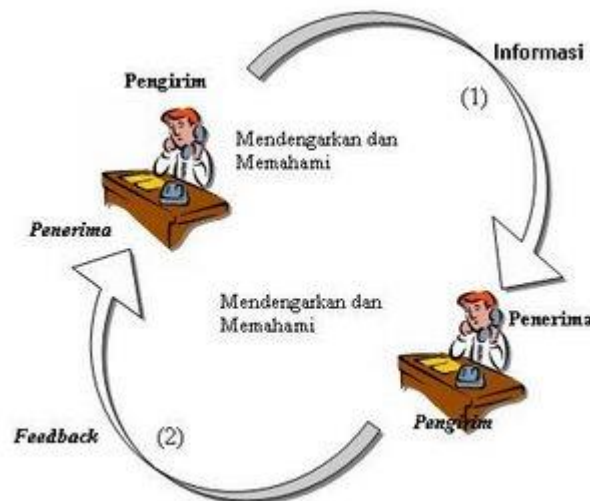 Informasi
Pengirim
(1)
Mendengarkan dan
Memahami
Penerima
Mendengarkan dan
Memahami
Penerima
Pengirim
Feedback
(2)